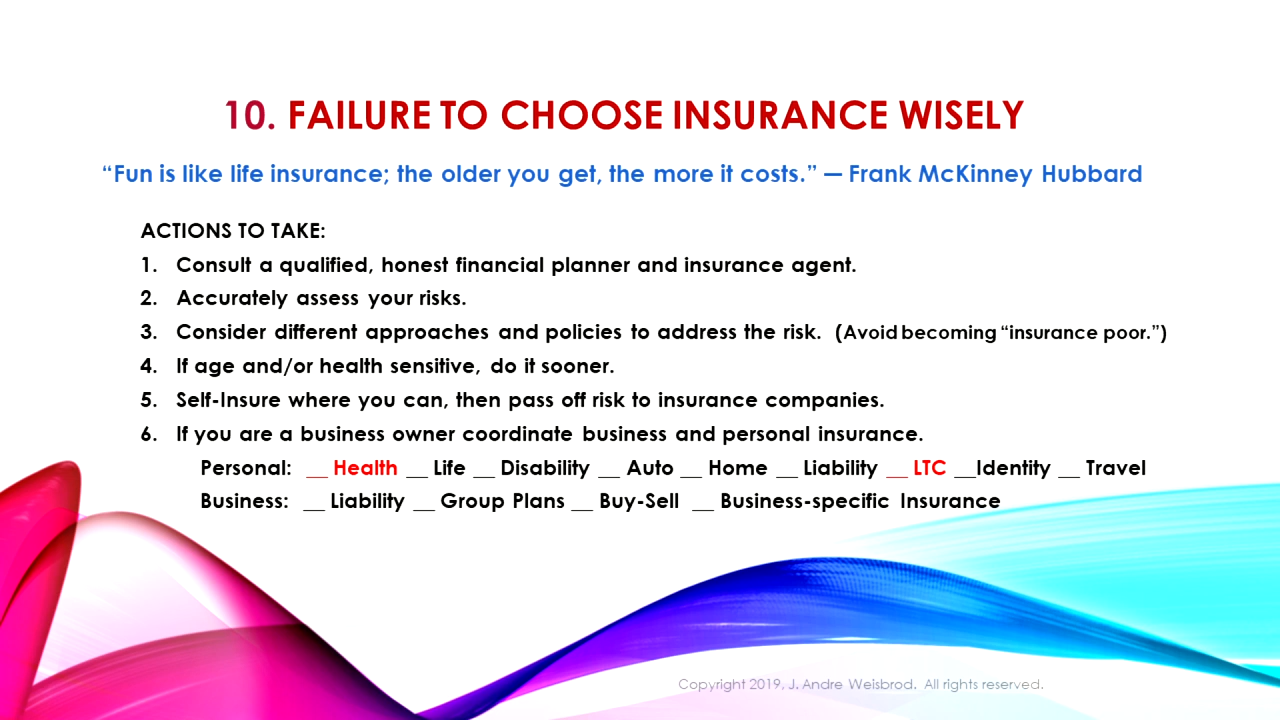 10. FAILURE TO CHOOSE INSURANCE WISELY
“Fun is like life insurance; the older you get, the more it costs.” — Frank McKinney Hubbard
ACTIONS TO TAKE:
1. Consult a qualified, honest financial planner and insurance agent.
2. Accurately assess your risks.
3. Consider different approaches and policies to address the risk. (Avoid becoming “insurance poor.”)
4. If age and/or health sensitive, do it sooner.
5. Self-Insure where you can, then pass off risk to insurance companies.
6. If you are a business owner coordinate business and personal insurance.
Personal: __ Health __ Life __ Disability __ Auto __ Home __ Liability __ LTC __Identity __ Travel
Business: __ Liability __ Group Plans __ Buy-Sell __ Business-specific Insurance
Copyright 2019, J. Andre Weisbrod. All rights reserved.